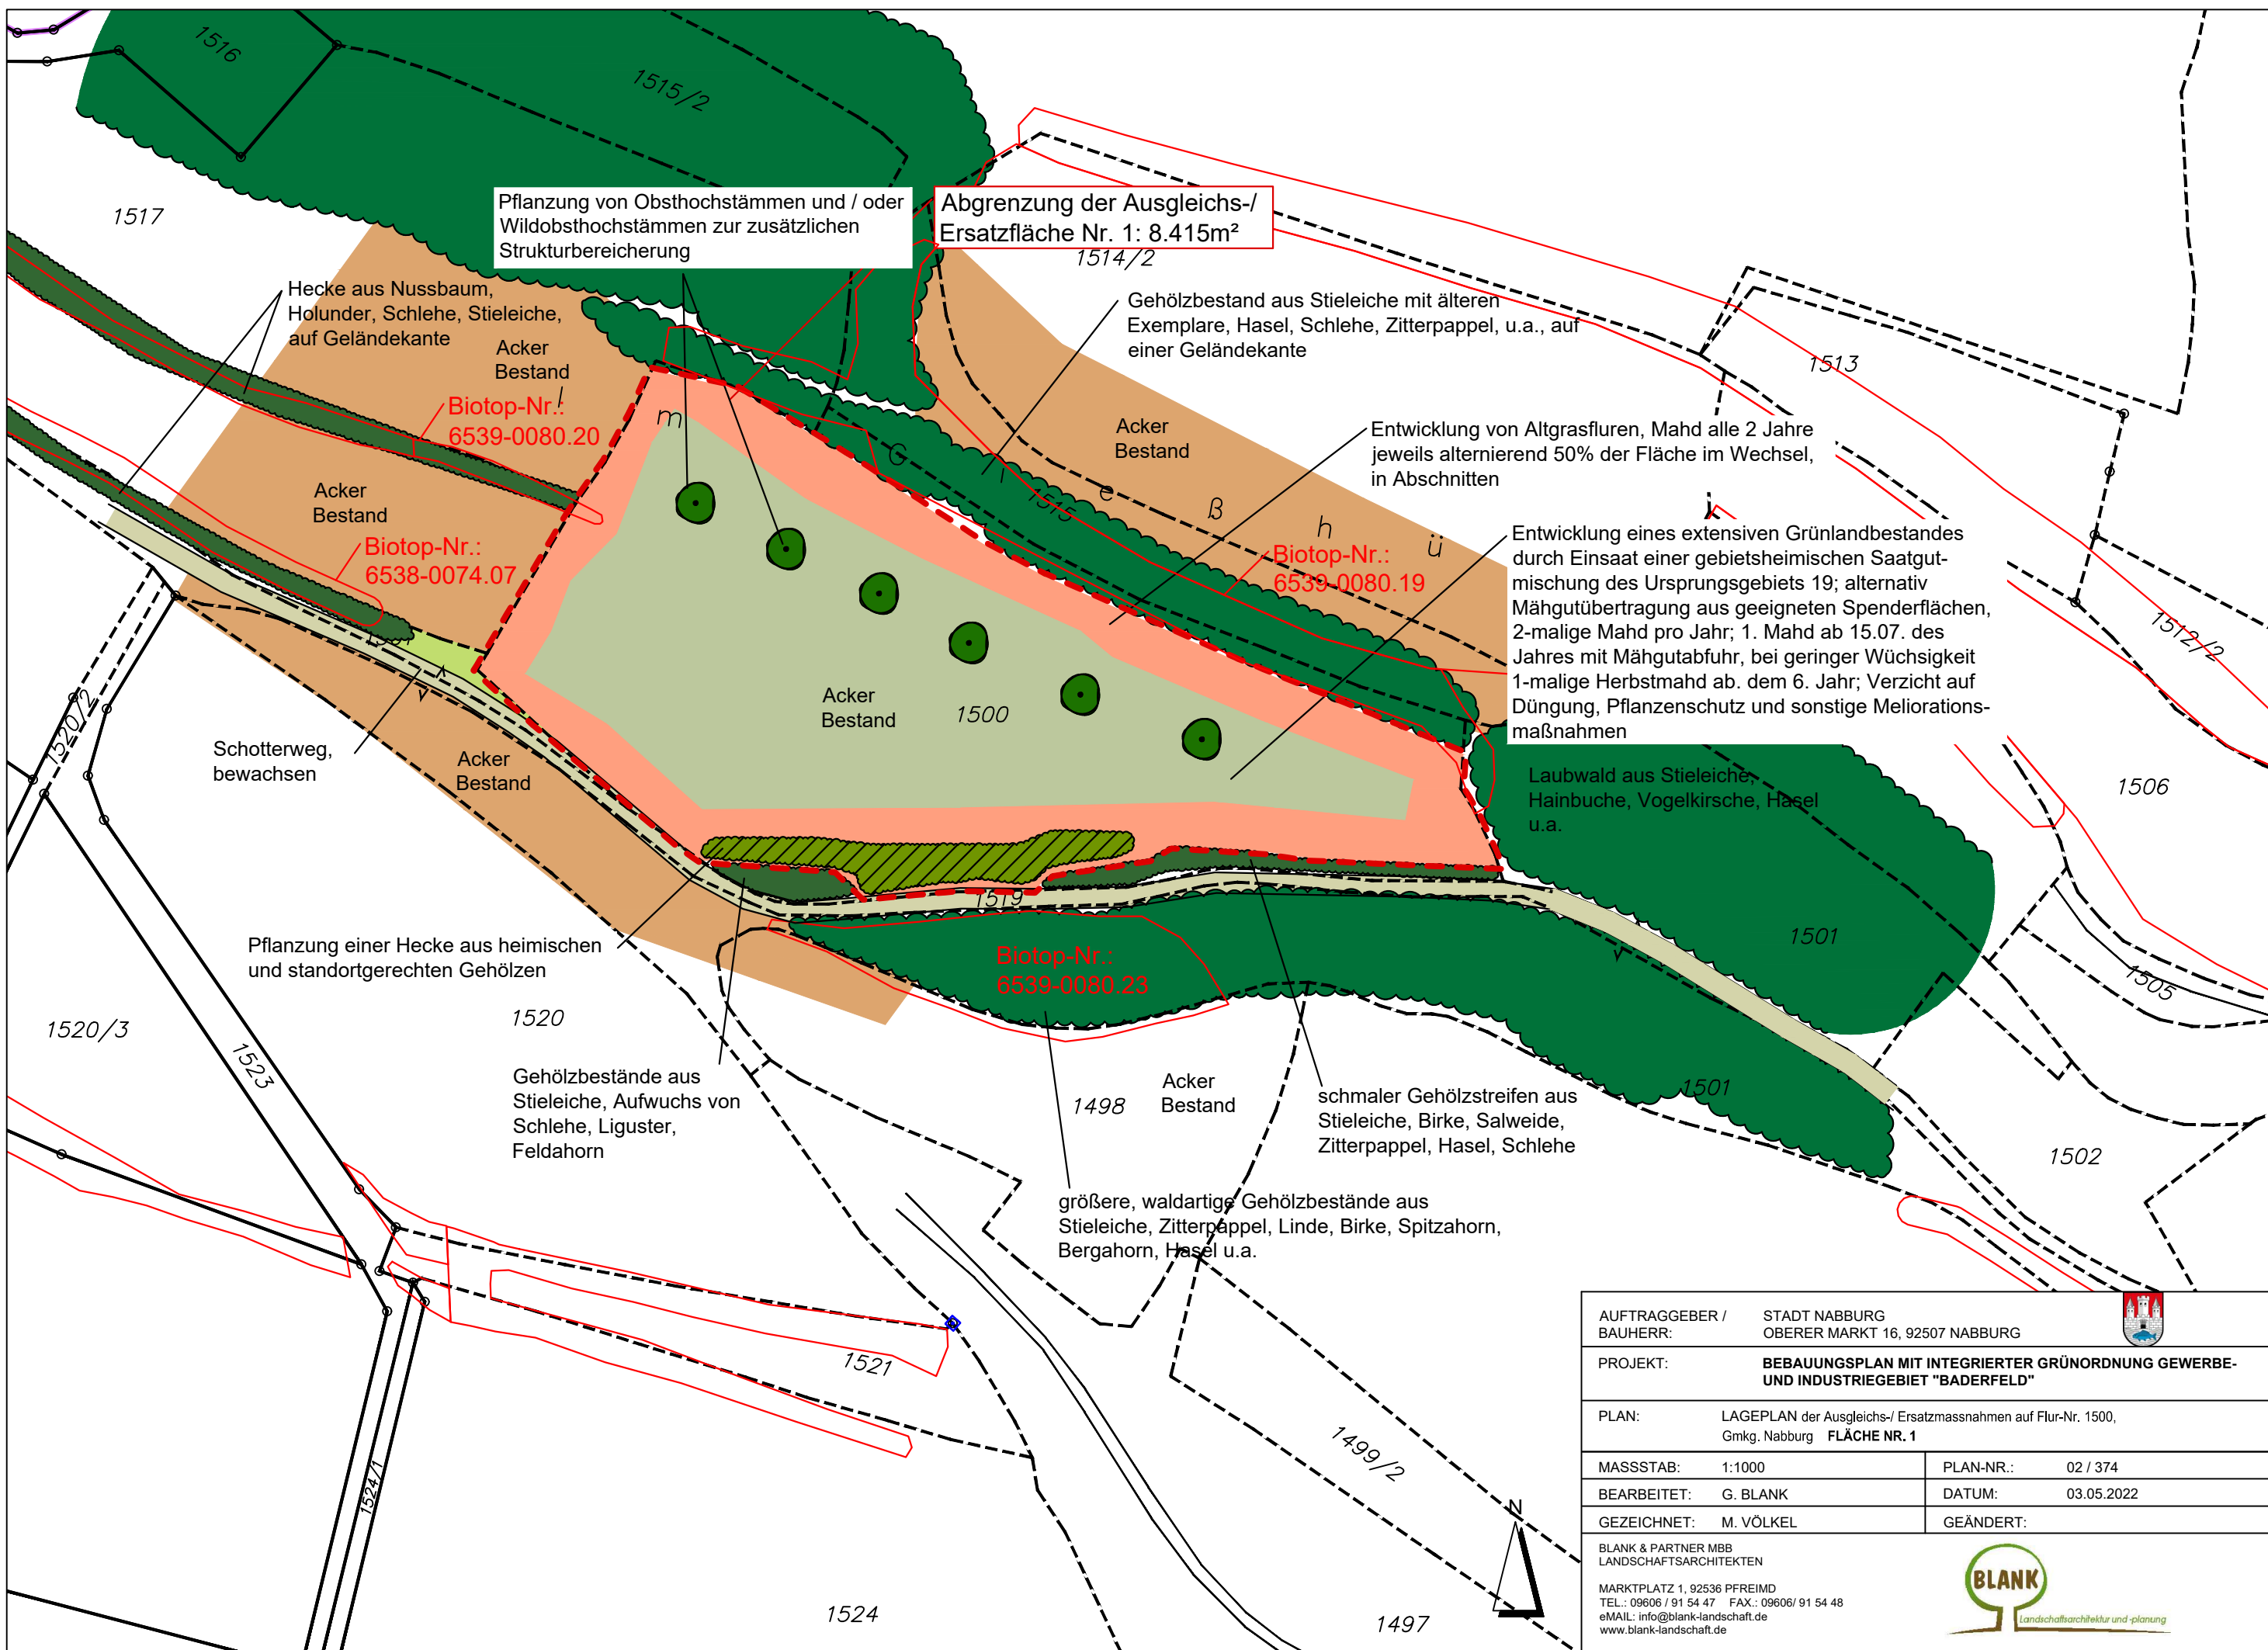 1516
1515/2
1517
Pflanzung von Obsthochstämmen und / oder
Wildobsthochstämmen zur zusätzlichen
Strukturbereicherung
Abgrenzung der Ausgleichs-/
Ersatzfläche Nr. 1: 8.415m²
1514/2
Hecke aus Nussbaum,
Holunder, Schlehe, Stieleiche,
auf Geländekante
Acker
Bestand
Gehölzbestand aus Stieleiche mit älteren
Exemplare, Hasel, Schlehe, Zitterpappel, u.a., auf
einer Geländekante
1513
Biotop-Nr.:
6539-0080.20
m G l e ß h ü
Acker
Bestand
Entwicklung von Altgrasfluren, Mahd alle 2 Jahre
jeweils alternierend 50% der Fläche im Wechsel,
in Abschnitten
Acker
Bestand
1515
Biotop-Nr.:
6538-0074.07
Biotop-Nr.:
6539-0080.19
Entwicklung eines extensiven Grünlandbestandes
durch Einsaat einer gebietsheimischen Saatgut-
mischung des Ursprungsgebiets 19; alternativ
Mähgutübertragung aus geeigneten Spenderflächen,
2-malige Mahd pro Jahr; 1. Mahd ab 15.07. des
Jahres mit Mähgutabfuhr, bei geringer Wüchsigkeit
1-malige Herbstmahd ab. dem 6. Jahr; Verzicht auf
Düngung, Pflanzenschutz und sonstige Meliorations-
maßnahmen
1512/2
1520/2
Acker
Bestand
1500
Schotterweg,
bewachsen
Acker
Bestand
Laubwald aus Stieleiche,
Hainbuche, Vogelkirsche, Hasel
u.a.
1506
1519
Pflanzung einer Hecke aus heimischen
und standortgerechten Gehölzen
Biotop-Nr.:
6539-0080.23
1501
1505
1520/3
1520
1523
Gehölzbestände aus
Stieleiche, Aufwuchs von
Schlehe, Liguster,
Feldahorn
1498
Acker
Bestand
schmaler Gehölzstreifen aus
Stieleiche, Birke, Salweide,
Zitterpappel, Hasel, Schlehe
1501
1502
größere, waldartige Gehölzbestände aus
Stieleiche, Zitterpappel, Linde, Birke, Spitzahorn,
Bergahorn, Hasel u.a.
1521
1499/2
1524/1
1524
1497
N
AUFTRAGGEBER / STADT NABBURG
BAUHERR: OBERER MARKT 16, 92507 NABBURG
PROJEKT: BEBAUUNGSPLAN MIT INTEGRIERTER GRÜNORDNUNG GEWERBE-
UND INDUSTRIEGEBIET "BADERFELD"
PLAN: LAGEPLAN der Ausgleichs-/ Ersatzmassnahmen auf Flur-Nr. 1500,
Gmkg. Nabburg FLÄCHE NR. 1
MASSSTAB: 1:1000 PLAN-NR.: 02 / 374
BEARBEITET: G. BLANK DATUM: 03.05.2022
GEZEICHNET: M. VÖLKEL GEÄNDERT:
BLANK & PARTNER MBB
LANDSCHAFTSARCHITEKTEN
MARKTPLATZ 1, 92536 PFREIMD
TEL.: 09606 / 91 54 47 FAX.: 09606/ 91 54 48
eMAIL: info@blank-landschaft.de
www.blank-landschaft.de
BLANK
Landschaftsarchitektur und -planung